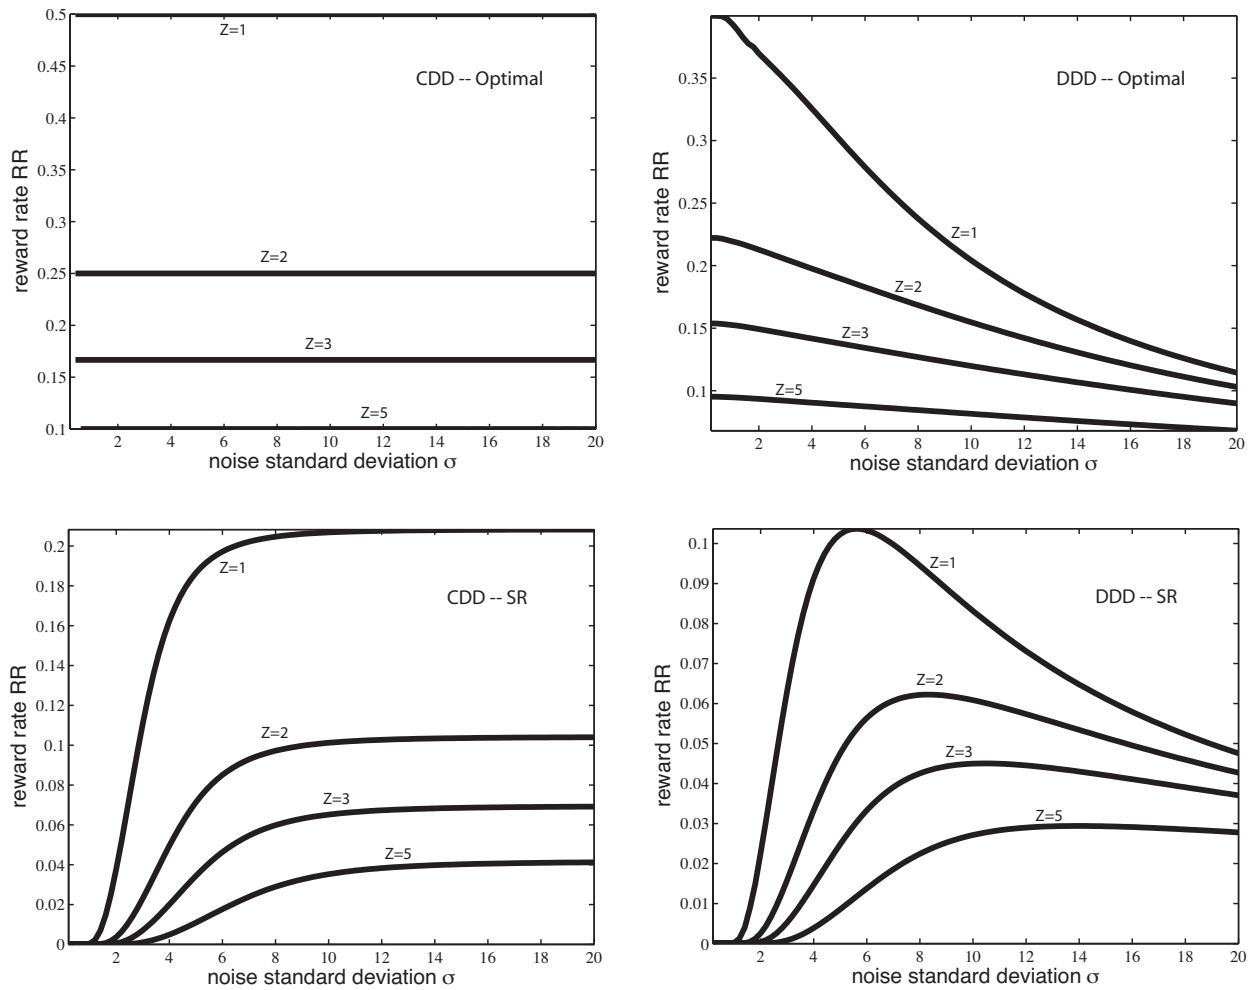 0.5
Z=1
0.45
CDD -- Optimal
0.4
0.35
0.3
Z=2
0.25
0.2
Z=3
0.15
Z=5
0.1
2 4 6 8 10 12 14 16 18 20
reward rate RR
noise standard deviation σ
0.35
DDD -- Optimal
0.3
0.25
Z=1
0.2
Z=2
0.15
Z=3
0.1
Z=5
2 4 6 8 10 12 14 16 18 20
reward rate RR
noise standard deviation σ
0.2
Z=1
0.18
CDD -- SR
0.16
0.14
0.12
Z=2
0.1
0.08
Z=3
0.06
Z=5
0.04
0.02
0
2 4 6 8 10 12 14 16 18 20
reward rate RR
noise standard deviation σ
0.1
Z=1
0.09
DDD -- SR
0.08
0.07
Z=2
0.06
0.05
Z=3
0.04
Z=5
0.03
0.02
0.01
0
2 4 6 8 10 12 14 16 18 20
reward rate RR
noise standard deviation σ